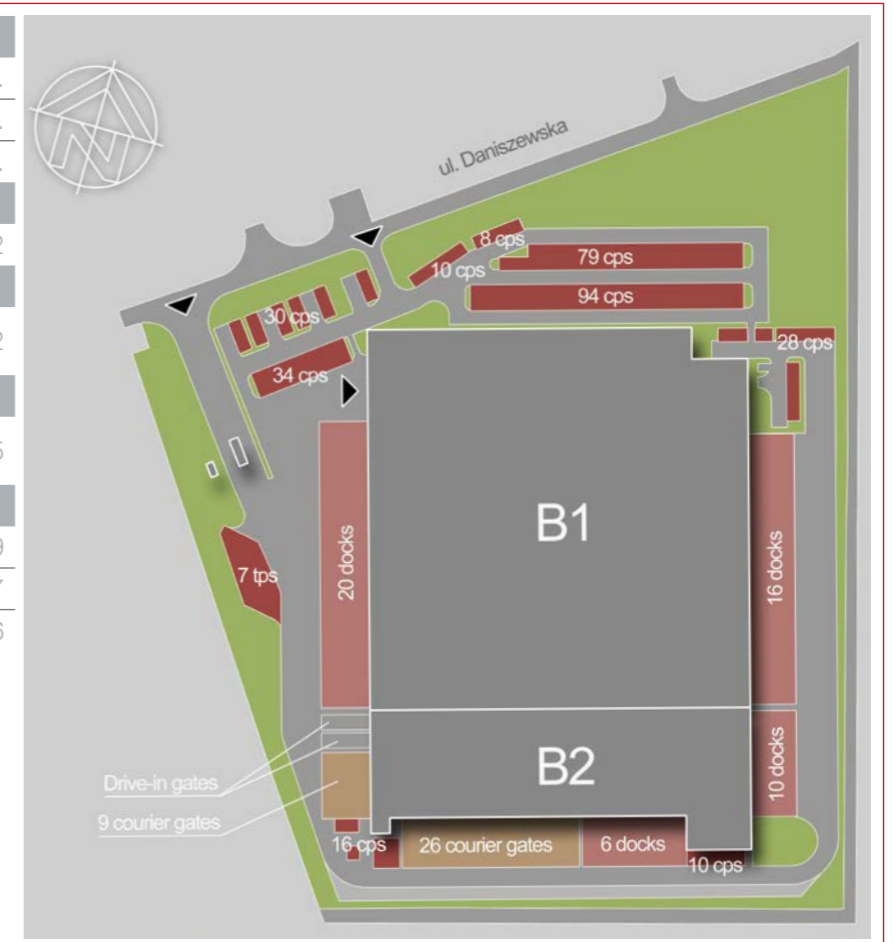 ul. Daniszewska
8 cps
10 cps
79 cps
94 cps
30 cps
28 cps
34 cps
B1
20 docks
16 docks
7 tps
B2
10 docks
Drive-in gates
9 courier gates
16 cps
26 courier gates
6 docks
10 cps